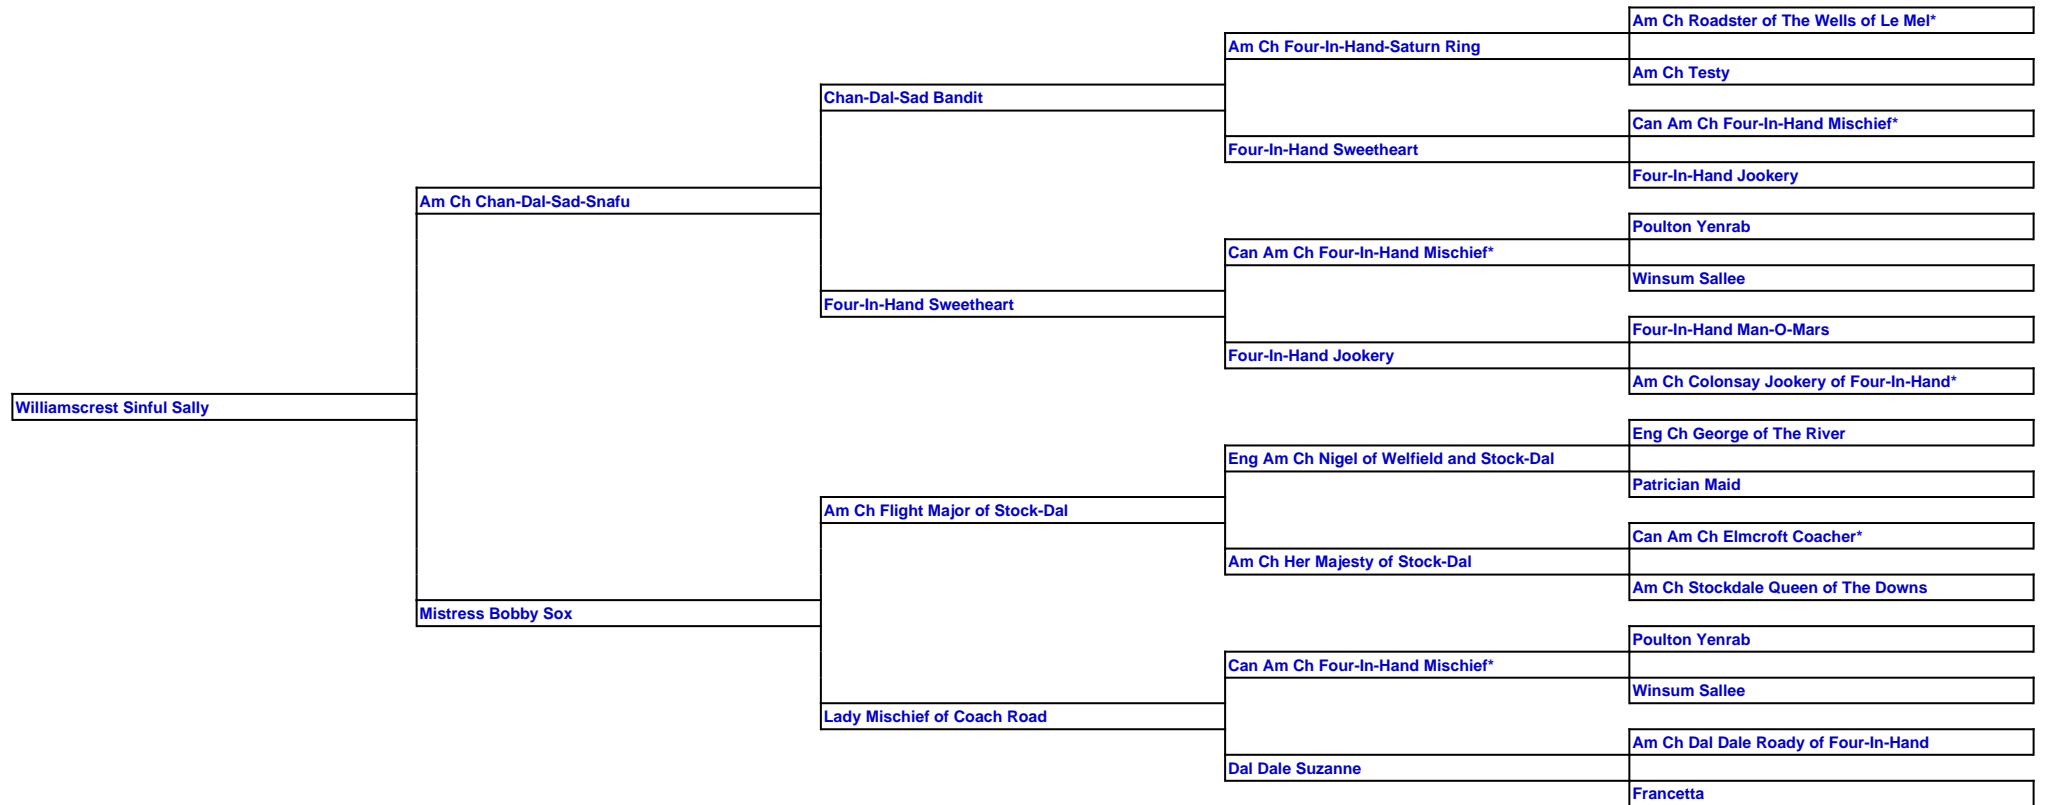 Am Ch Roadster of The Wells of Le Mel*
Am Ch Four-In-Hand-Saturn Ring
Am Ch Testy
Chan-Dal-Sad Bandit
Can Am Ch Four-In-Hand Mischief*
Four-In-Hand Sweetheart
Four-In-Hand Jookery
Am Ch Chan-Dal-Sad-Snafu
Poulton Yenrab
Can Am Ch Four-In-Hand Mischief*
Winsum Sallee
Four-In-Hand Sweetheart
Four-In-Hand Man-O-Mars
Four-In-Hand Jookery
Am Ch Colonsay Jookery of Four-In-Hand*
Williamscrest Sinful Sally
Eng Ch George of The River
Eng Am Ch Nigel of Welfield and Stock-Dal
Patrician Maid
Am Ch Flight Major of Stock-Dal
Can Am Ch Elmcroft Coacher*
Am Ch Her Majesty of Stock-Dal
Am Ch Stockdale Queen of The Downs
Mistress Bobby Sox
Poulton Yenrab
Can Am Ch Four-In-Hand Mischief*
Winsum Sallee
Lady Mischief of Coach Road
Am Ch Dal Dale Roady of Four-In-Hand
Dal Dale Suzanne
Francetta